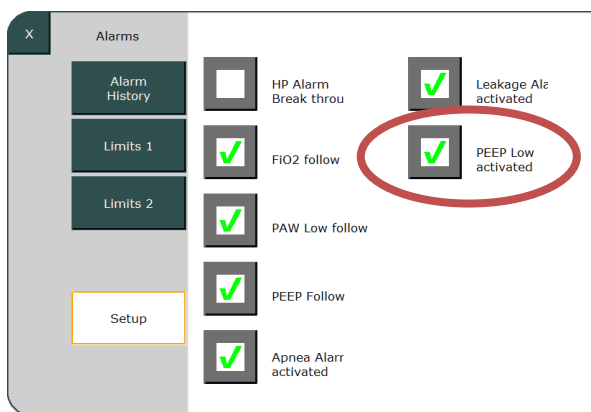 X
Alarms
Alarm
History
Limits 1
Limits 2
Setup
HP Alarm
Break throu
FiO2 follow
PAW Low follow
PEEP Follow
Apnea Alarr
activated
Leakage Ala
activated
PEEP Low
activated